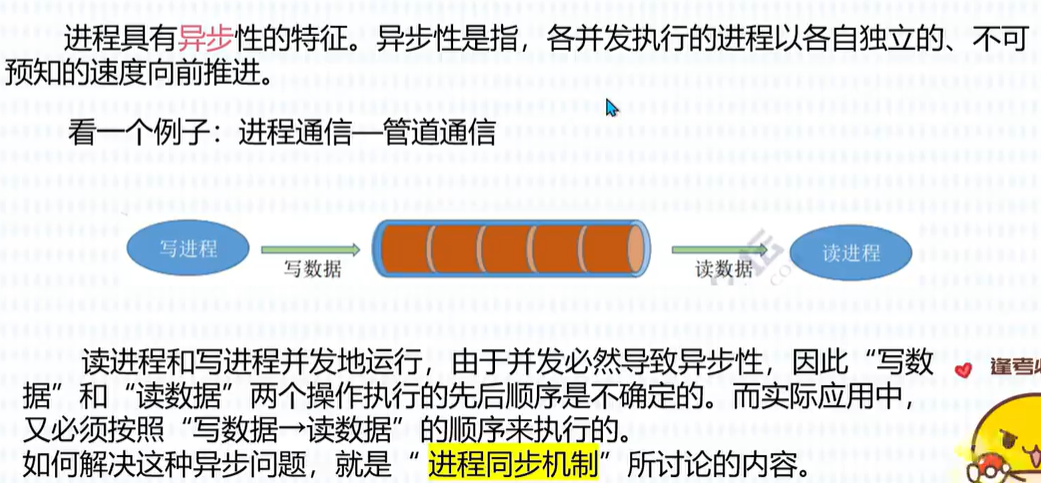 进程具有异步性的特征。异步性是指，各并发执行的进程以各自独立的、不可
预知的速度向前推进。
看一个例子：进程通信—管道通信
写进程
写数据
读数据
读进程
读进程和写进程并发地运行，由于并发必然导致异步性，因此“写数
据”和“读数据”两个操作执行的先后顺序是不确定的。而实际应用中，
又必须按照“写数据→读数据”的顺序来执行的。
如何解决这种异步问题，就是“进程同步机制”所讨论的内容。
逢考必